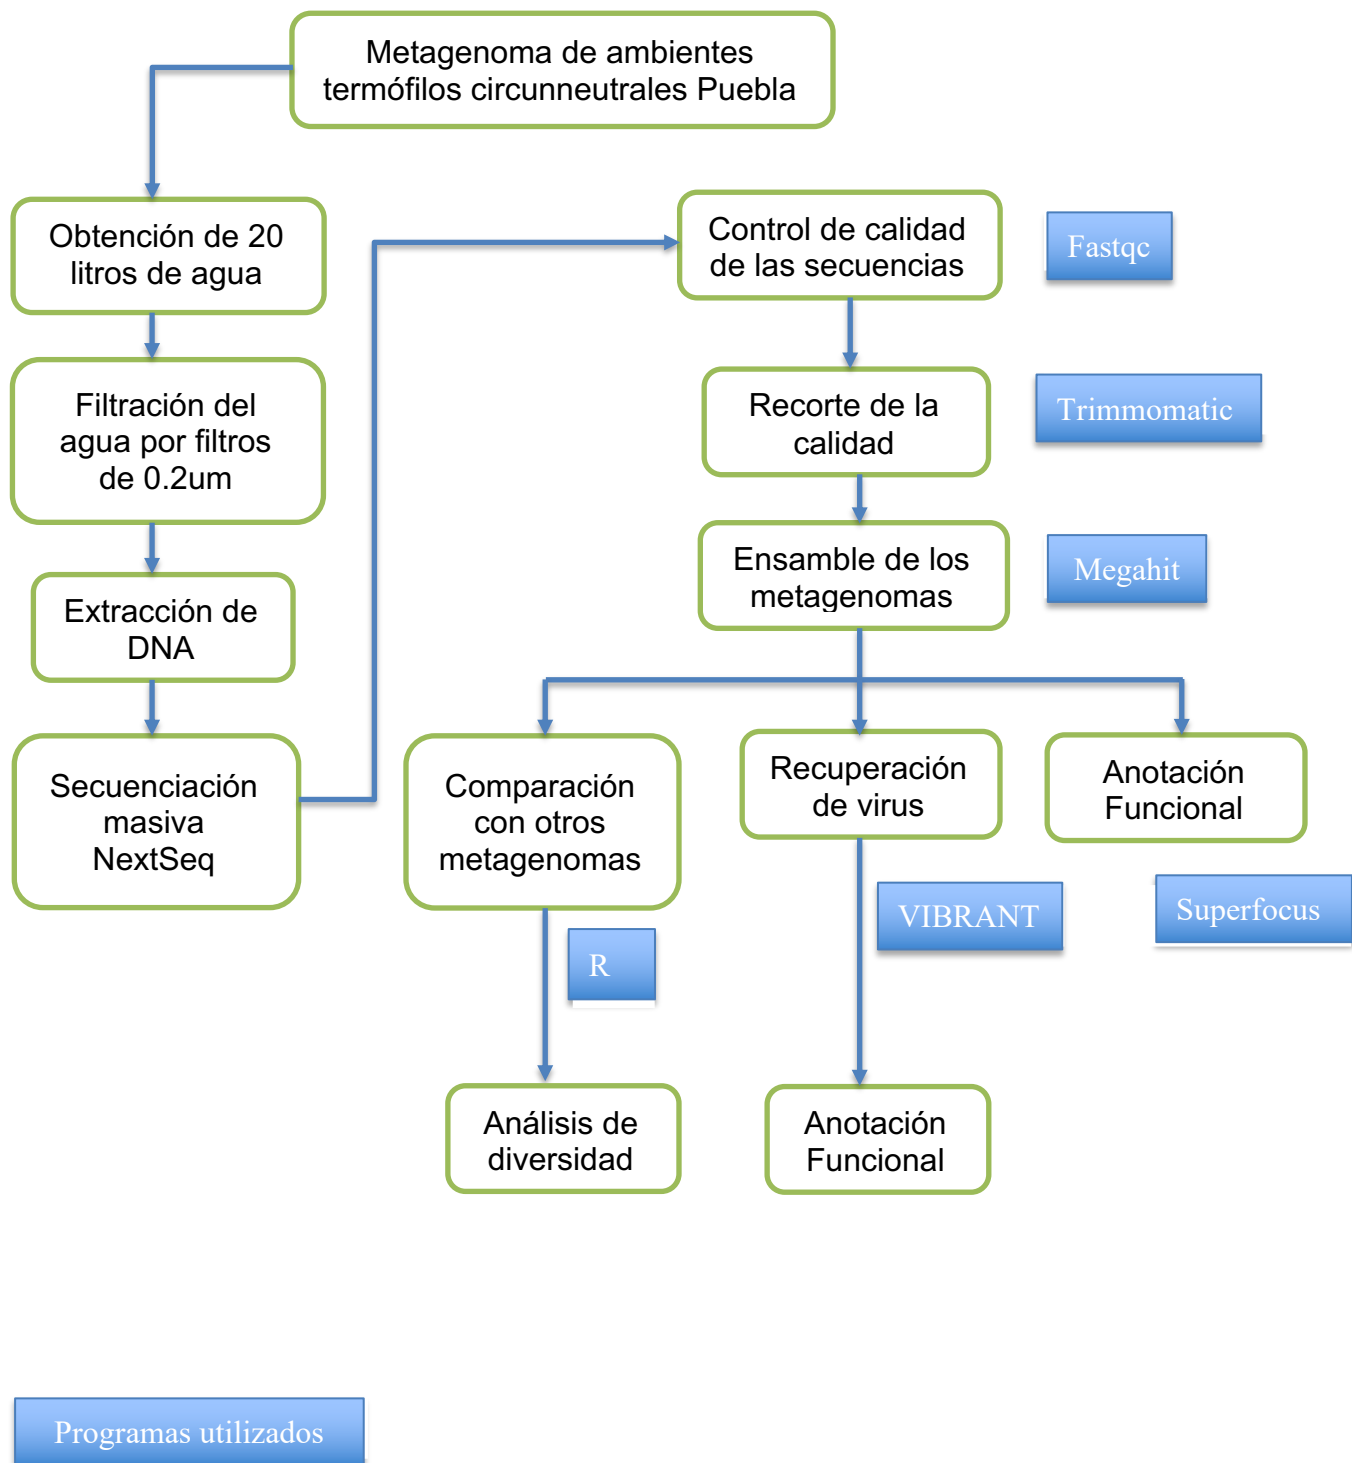 Metagenoma de ambientes
termófilos circunneutrales Puebla
Obtención de 20
litros de agua
Filtración del
agua por filtros
de 0.2um
Extracción de
DNA
Secuenciación
masiva
NextSeq
Control de calidad
de las secuencias
Fastqc
Recorte de la
calidad
Trimmomatic
Ensamble de los
metagenomas
Megahit
Comparación
con otros
metagenomas
R
Análisis de
diversidad
Recuperación
de virus
VIBRANT
Anotación
Funcional
Anotación
Funcional
Superfocus
Programas utilizados